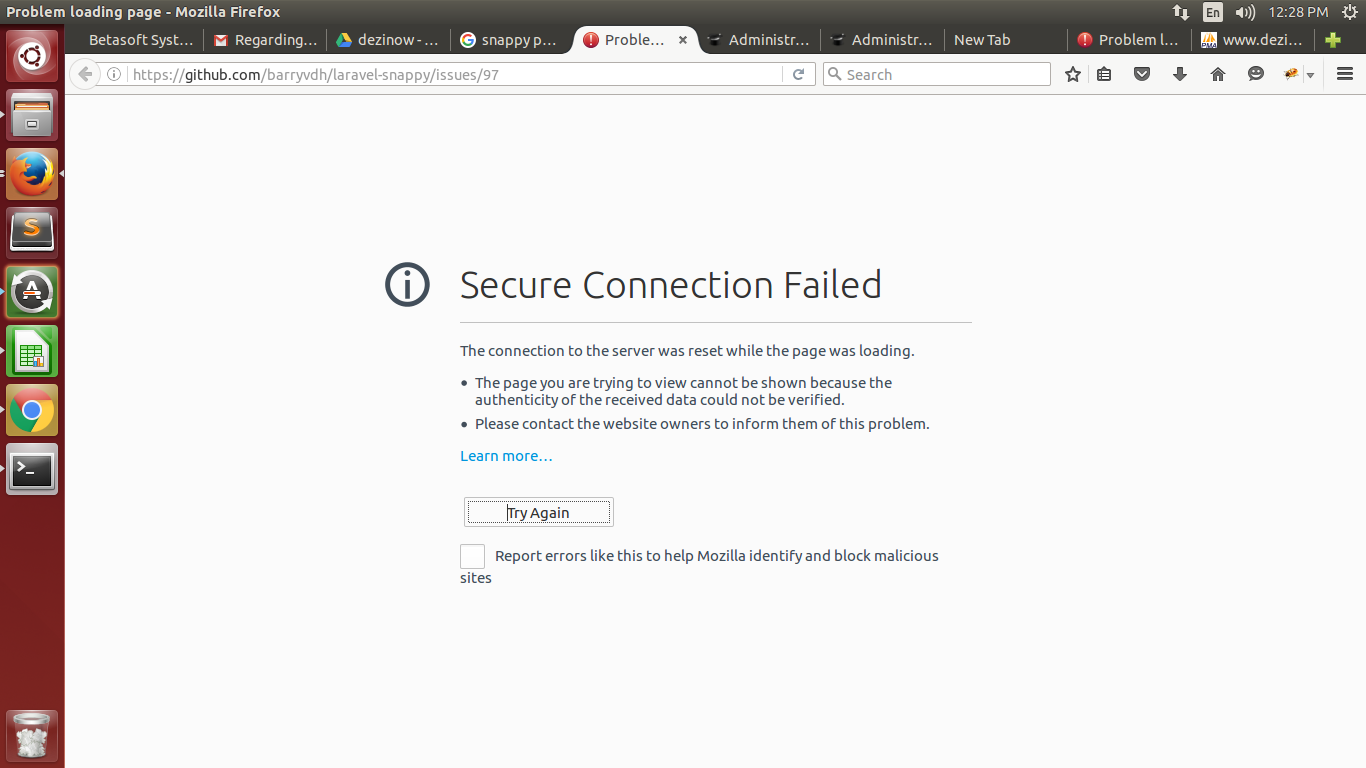 Problem loading page - Mozilla Firefox
En
12:28 PM
Betasoft Syst...
Regarding...
dezinow - ...
snappy p...
Proble...
Administr...
Administr...
New Tab
Problem l...
www.dezi...
https://github.com/barryvdh/laravel-snappy/issues/97
Search
Secure Connection Failed
The connection to the server was reset while the page was loading.
• The page you are trying to view cannot be shown because the
authenticity of the received data could not be verified.
• Please contact the website owners to inform them of this problem.
Learn more...
Try Again
Report errors like this to help Mozilla identify and block malicious
sites